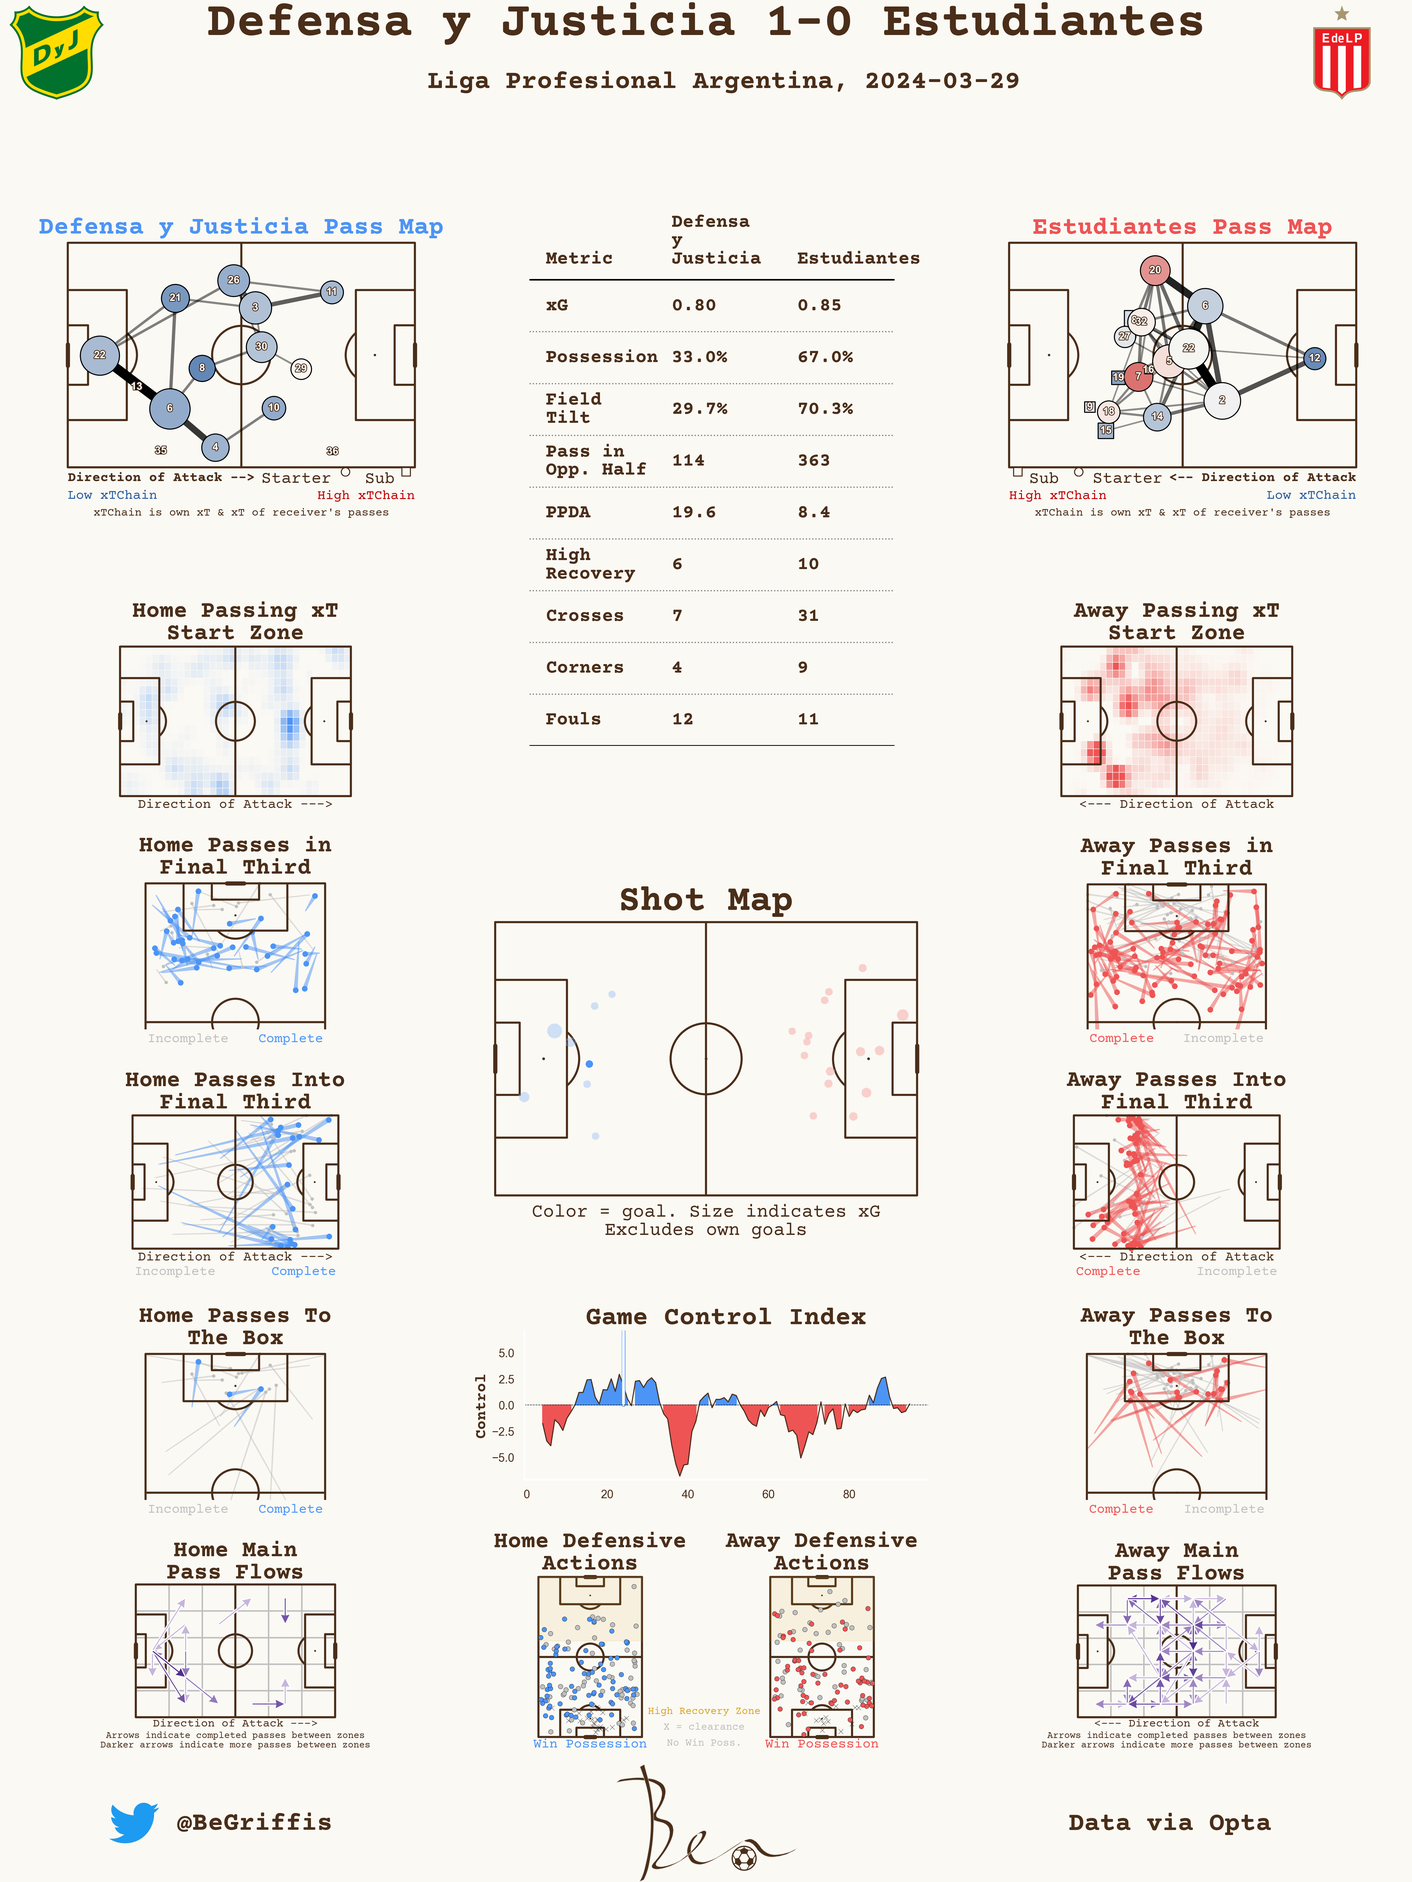 Defensa y Justicia 1-0 Estudiantes
Liga Profesional Argentina, 2024-03-29
DyJ
EdeLP
Defensa y Justicia Pass Map
26
21
11
3
22
30
8
29
13
6
10
4
35
36
Direction of Attack --> Starter Sub
Low xTChain High xTChain
xTChain is own xT & xT of receiver's passes
Metric Defensa y Justicia Estudiantes
xG 0.80 0.85
Possession 33.0% 67.0%
Field Tilt 29.7% 70.3%
Pass in Opp. Half 114 363
PPDA 19.6 8.4
High Recovery 6 10
Crosses 7 31
Corners 4 9
Fouls 12 11
Estudiantes Pass Map
20
6
32
27
22
5
12
16
19
7
2
9
18
14
15
Sub Starter <-- Direction of Attack
High xTChain Low xTChain
xTChain is own xT & xT of receiver's passes
Home Passing xT
Start Zone
Direction of Attack --->
Away Passing xT
Start Zone
<--- Direction of Attack
Home Passes in
Final Third
Incomplete Complete
Away Passes in
Final Third
Complete Incomplete
Shot Map
Color = goal. Size indicates xG
Excludes own goals
Home Passes Into
Final Third
Direction of Attack --->
Incomplete Complete
Away Passes Into
Final Third
<--- Direction of Attack
Complete Incomplete
Home Passes To
The Box
Incomplete Complete
Game Control Index
Control
5.0
2.5
0.0
−2.5
−5.0
0 20 40 60 80
Away Passes To
The Box
Complete Incomplete
Home Main
Pass Flows
Direction of Attack --->
Arrows indicate completed passes between zones
Darker arrows indicate more passes between zones
Home Defensive
Actions
Win Possession
Away Defensive
Actions
Win Possession
High Recovery Zone
X = clearance
No Win Poss.
Away Main
Pass Flows
<--- Direction of Attack
Arrows indicate completed passes between zones
Darker arrows indicate more passes between zones
@BeGriffis
Ben
Data via Opta